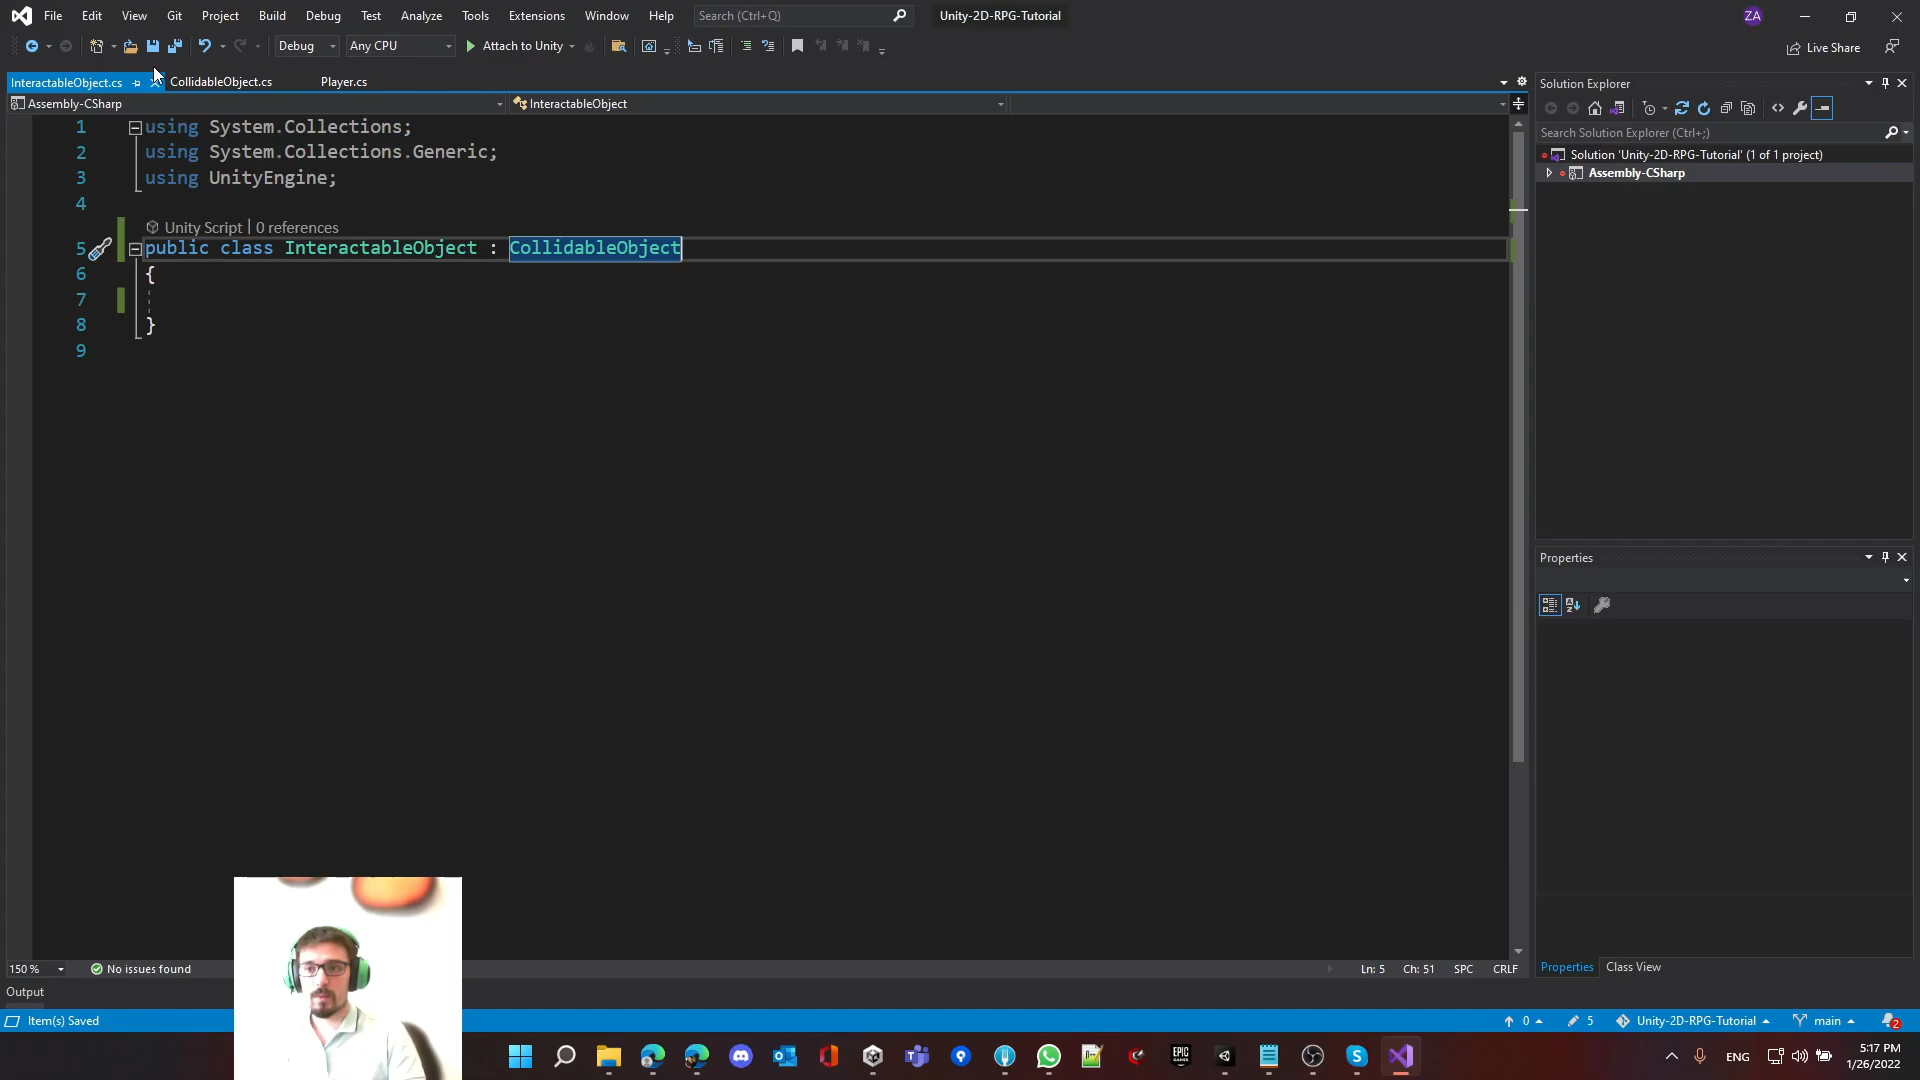 File Edit View Git Project Build Debug Test Analyze Tools Extensions Window Help Search (Ctrl+Q) Unity-2D-RPG-Tutorial ZA
Debug Any CPU Attach to Unity Live Share
InteractableObject.cs CollidableObject.cs Player.cs
Assembly-CSharp InteractableObject
1 using System.Collections;
2 using System.Collections.Generic;
3 using UnityEngine;
4
Unity Script | 0 references
5 public class InteractableObject : CollidableObject
6 {
7
8 }
9
Solution Explorer
Search Solution Explorer (Ctrl+;)
Solution 'Unity-2D-RPG-Tutorial' (1 of 1 project)
Assembly-CSharp
Properties
Properties Class View
150 % No issues found Ln: 5 Ch: 51 SPC CRLF
Output
Item(s) Saved 0 5 Unity-2D-RPG-Tutorial main 2
EPIC GAMES
ENG 5:17 PM
1/26/2022